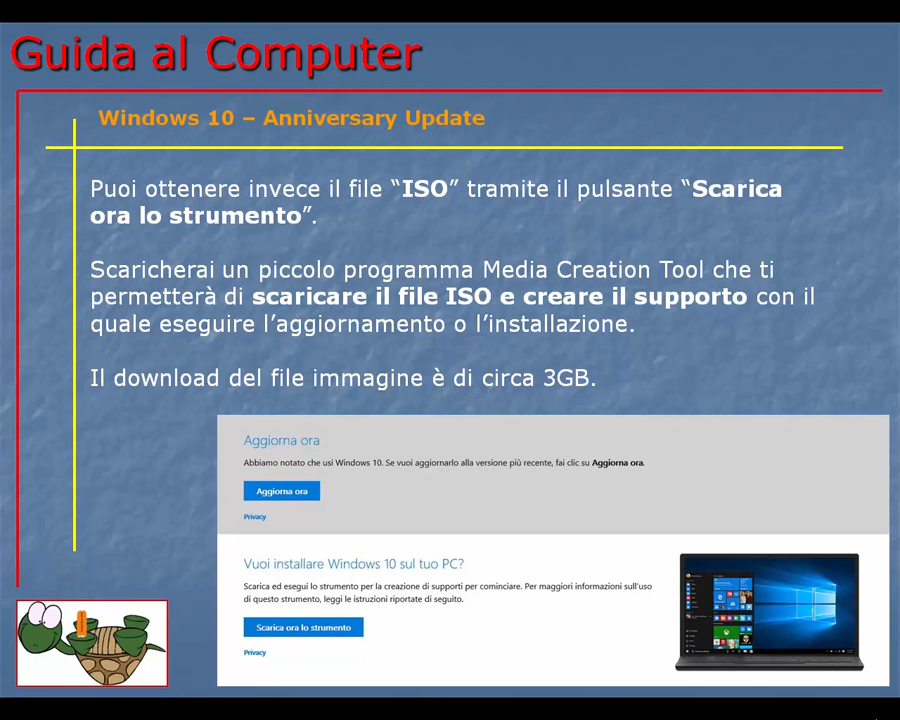 Guida al Computer
Windows 10 – Anniversary Update
Puoi ottenere invece il file “ISO” tramite il pulsante “Scarica
ora lo strumento”.
Scaricherai un piccolo programma Media Creation Tool che ti
permetterà di scaricare il file ISO e creare il supporto con il
quale eseguire l’aggiornamento o l’installazione.
Il download del file immagine è di circa 3GB.
Aggiorna ora
Abbiamo notato che usi Windows 10. Se vuoi aggiornarlo alla versione più recente, fai clic su Aggiorna ora.
Aggiorna ora
Privacy
Vuoi installare Windows 10 sul tuo PC?
Scarica ed esegui lo strumento per la creazione di supporti per cominciare. Per maggiori informazioni sull'uso
di questo strumento, leggi le istruzioni riportate di seguito.
Scarica ora lo strumento
Privacy